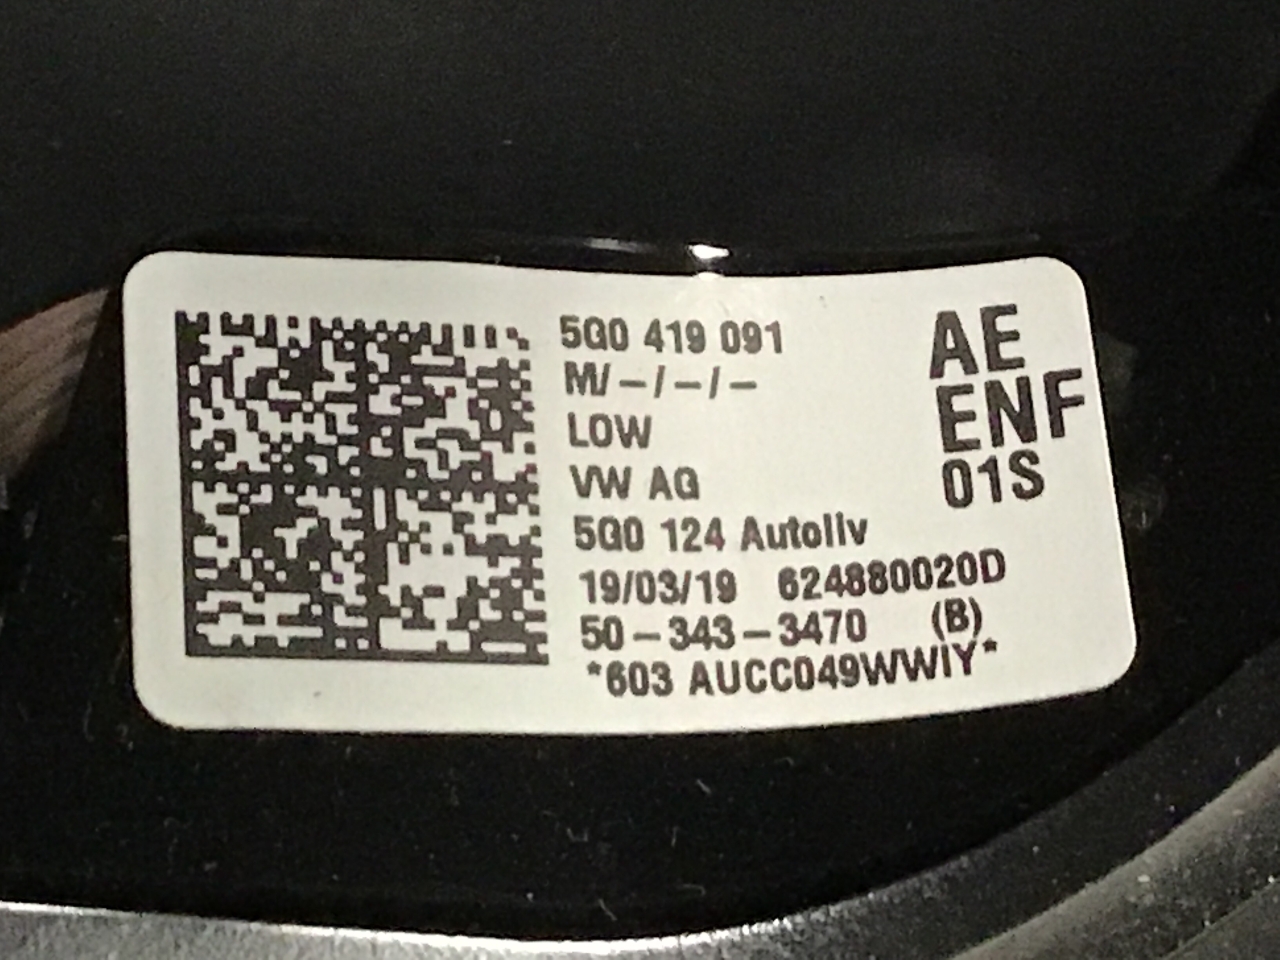 5G0 419 091
M/-/-/-
LOW
VW AG
5G0 124 Autoliv
19/03/19 624880020D
50-343-3470 (B)
*603 AUCC049WWIY*
AE
ENF
01S